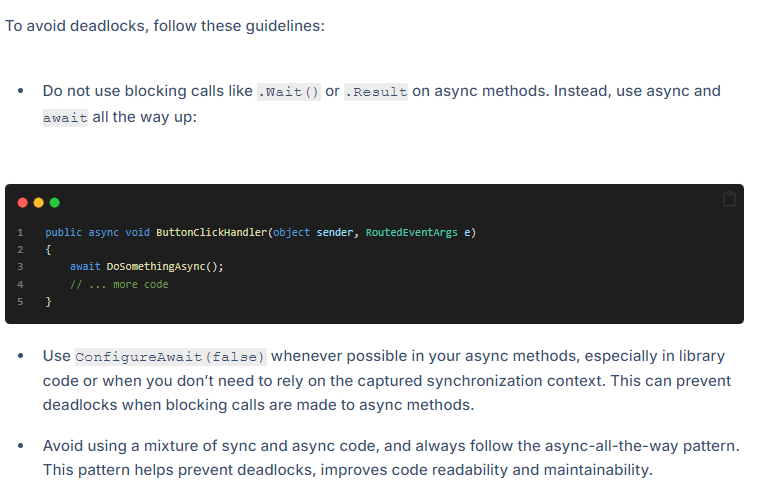 To avoid deadlocks, follow these guidelines:
• Do not use blocking calls like .Wait() or .Result on async methods. Instead, use async and
await all the way up:
1 public async void ButtonClickHandler(object sender, RoutedEventArgs e)
2 {
3     await DoSomethingAsync();
4     // ... more code
5 }
• Use ConfigureAwait(false) whenever possible in your async methods, especially in library
code or when you don’t need to rely on the captured synchronization context. This can prevent
deadlocks when blocking calls are made to async methods.
• Avoid using a mixture of sync and async code, and always follow the async-all-the-way pattern.
This pattern helps prevent deadlocks, improves code readability and maintainability.